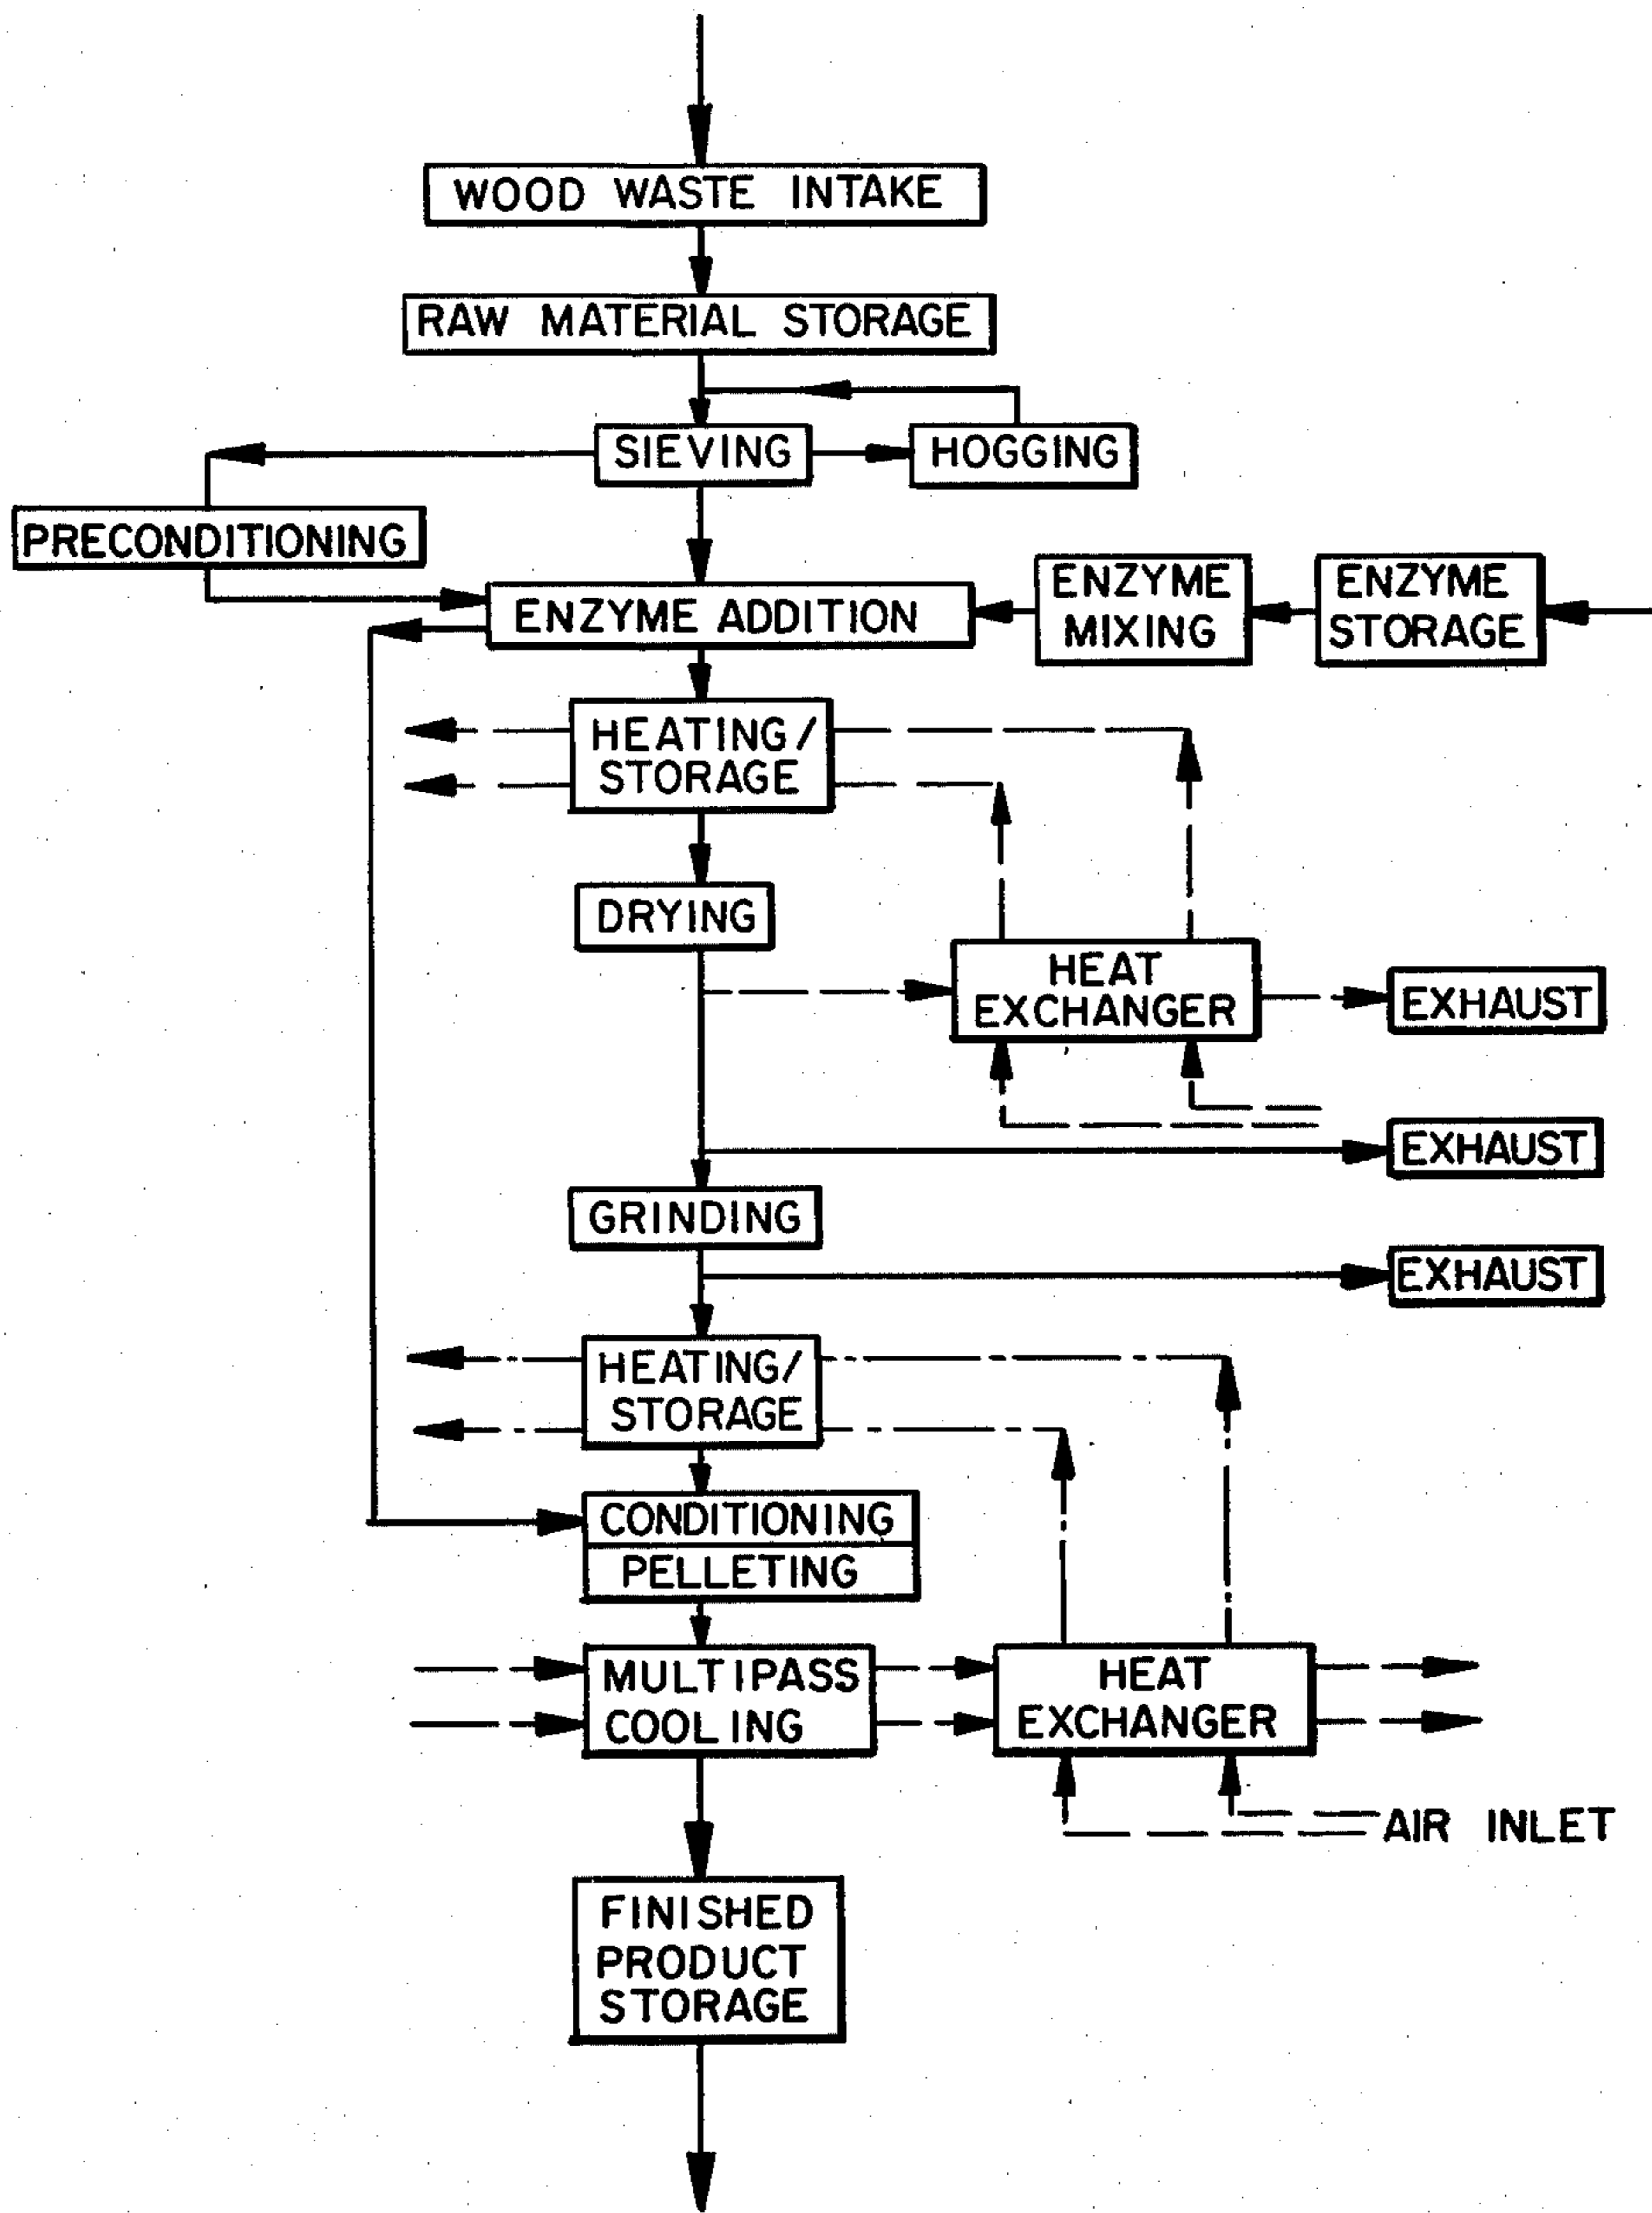 WOOD WASTE INTAKE
RAW MATERIAL STORAGE
SIEVING
HOGGING
PRECONDITIONING
ENZYME ADDITION
ENZYME
MIXING
ENZYME
STORAGE
HEATING/
STORAGE
DRYING
HEAT
EXCHANGER
EXHAUST
EXHAUST
GRINDING
EXHAUST
HEATING/
STORAGE
CONDITIONING
PELLETING
MULTIPASS
COOLING
HEAT
EXCHANGER
AIR INLET
FINISHED
PRODUCT
STORAGE